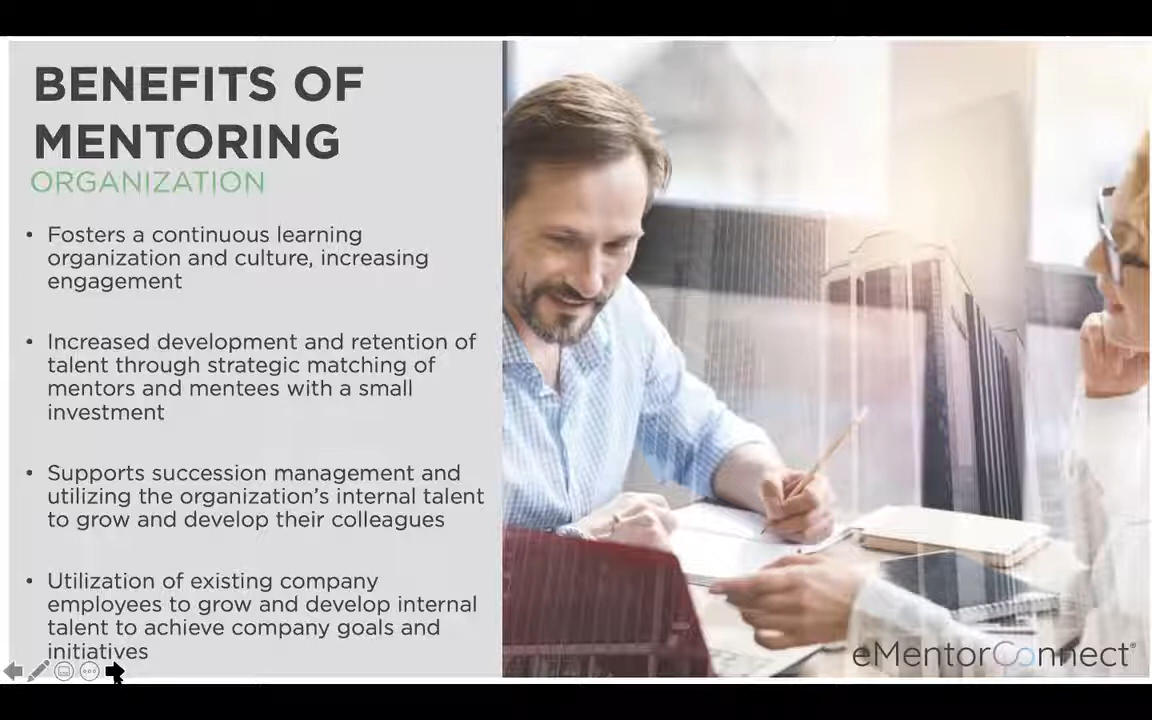 BENEFITS OF
MENTORING
ORGANIZATION
• Fosters a continuous learning
organization and culture, increasing
engagement
• Increased development and retention of
talent through strategic matching of
mentors and mentees with a small
investment
• Supports succession management and
utilizing the organization's internal talent
to grow and develop their colleagues
• Utilization of existing company
employees to grow and develop internal
talent to achieve company goals and
initiatives
eMentorConnect®